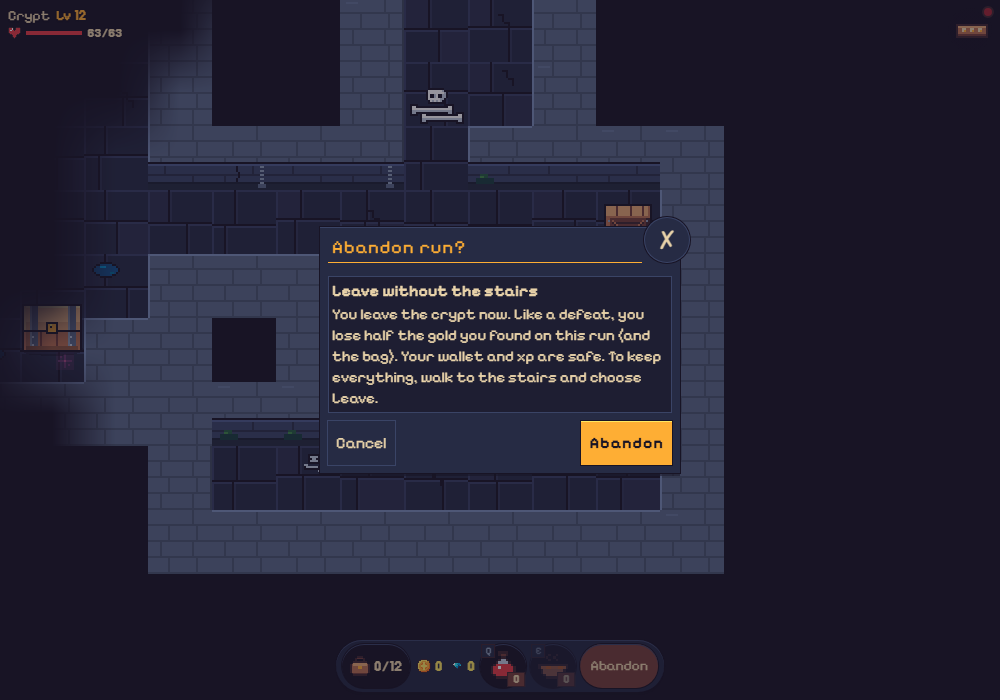 Crypt Lv 12
63/63
Abandon run?
X
Leave without the stairs
You leave the crypt now. Like a defeat, you
lose half the gold you found on this run (and
the bag). Your wallet and xp are safe. To keep
everything, walk to the stairs and choose
Leave.
Cancel
Abandon
0/12
0
0
Q
0
E
0
Abandon